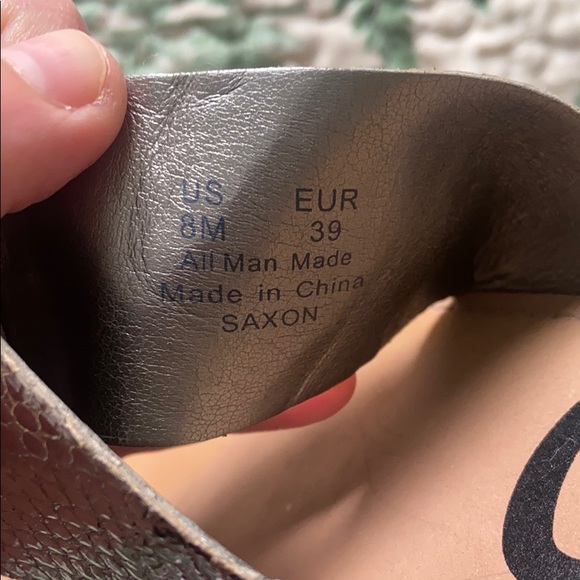 US EUR
8M 39
All Man Made
Made in China
SAXON